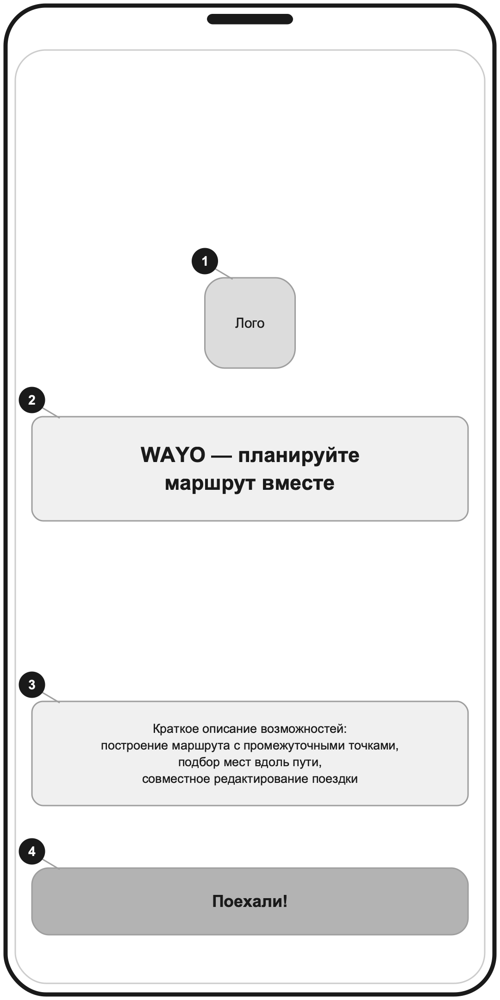 1
Лого
2
WAYO — планируйте
маршрут вместе
3
Краткое описание возможностей:
построение маршрута с промежуточными точками,
подбор мест вдоль пути,
совместное редактирование поездки
4
Поехали!